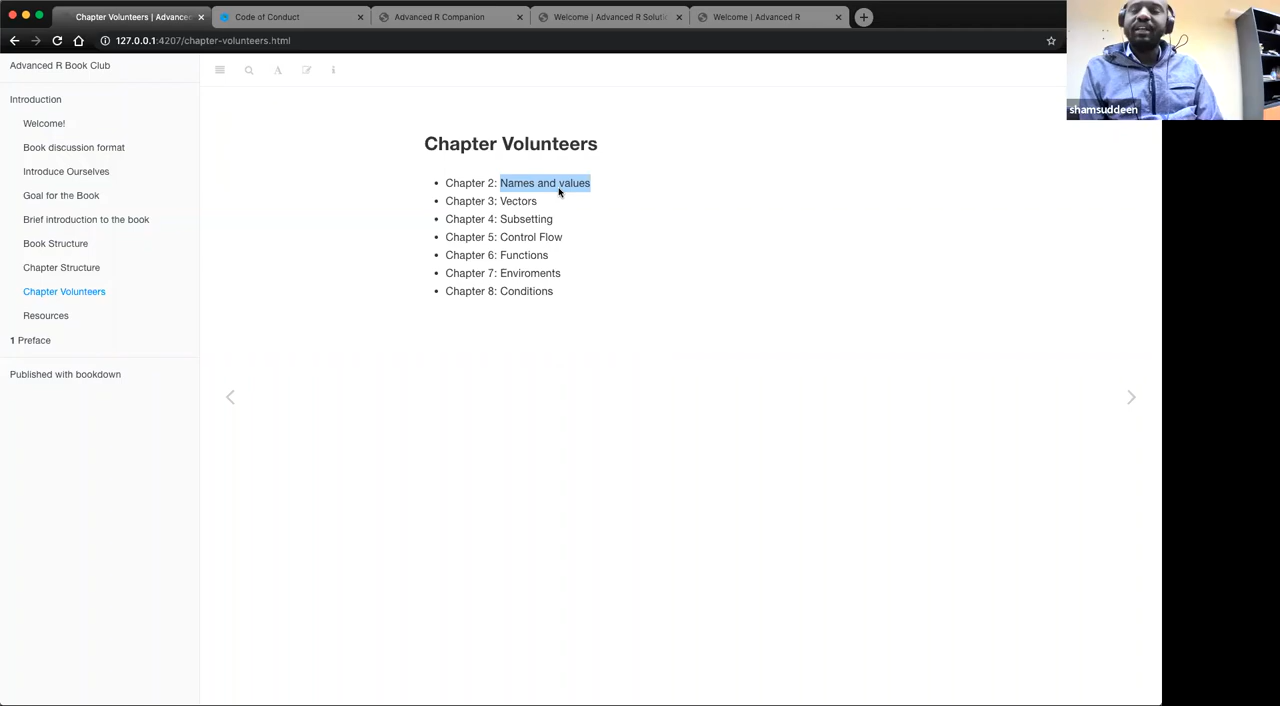 Chapter Volunteers | Advanced
Code of Conduct
Advanced R Companion
Welcome | Advanced R Soluti
Welcome | Advanced R
127.0.0.1:4207/chapter-volunteers.html
shamsuddeen
Advanced R Book Club
Introduction
Welcome!
Book discussion format
Introduce Ourselves
Goal for the Book
Brief introduction to the book
Book Structure
Chapter Structure
Chapter Volunteers
Resources
1 Preface
Published with bookdown
Chapter Volunteers
• Chapter 2: Names and values
• Chapter 3: Vectors
• Chapter 4: Subsetting
• Chapter 5: Control Flow
• Chapter 6: Functions
• Chapter 7: Enviroments
• Chapter 8: Conditions